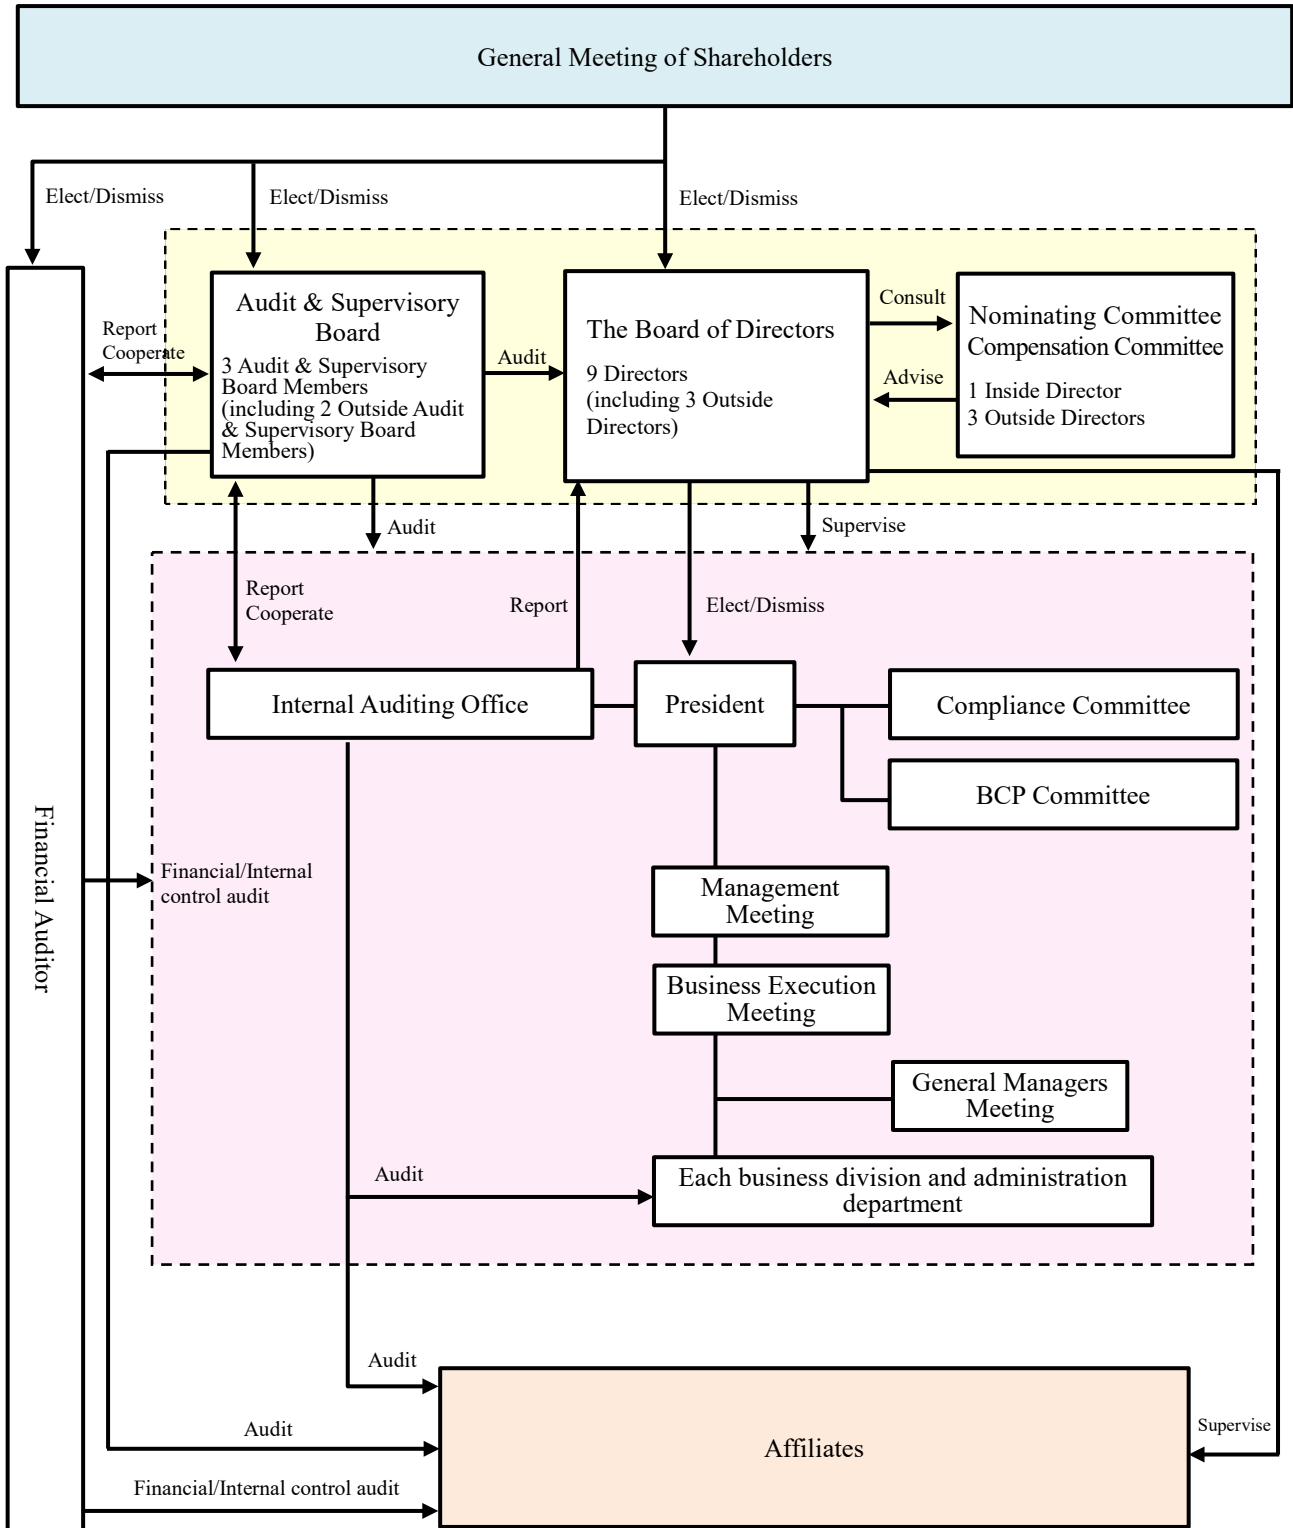 General Meeting of Shareholders
Elect/Dismiss
Elect/Dismiss
Elect/Dismiss
Report
Cooperate
Audit & Supervisory
Board
3 Audit & Supervisory
Board Members
(including 2 Outside Audit
& Supervisory Board
Members)
Audit
The Board of Directors
9 Directors
(including 3 Outside
Directors)
Consult
Advise
Nominating Committee
Compensation Committee
1 Inside Director
3 Outside Directors
Audit
Supervise
Report
Cooperate
Report
Elect/Dismiss
Internal Auditing Office
President
Compliance Committee
BCP Committee
Financial Auditor
Financial/Internal
control audit
Management
Meeting
Business Execution
Meeting
General Managers
Meeting
Audit
Each business division and administration
department
Audit
Audit
Financial/Internal control audit
Affiliates
Supervise